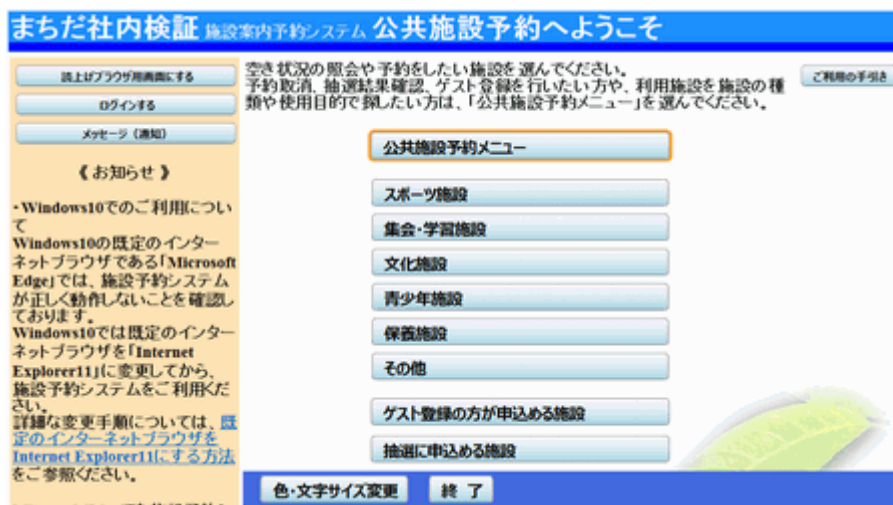 まちだ社内検証 施設案内予約システム 公共施設予約へようこそ
読上げブラウザ用画面にする
ログインする
メッセージ（通知）
《お知らせ》
・Windows10でのご利用につい
て
Windows10の既定のインター
ネットブラウザである「Microsoft
Edge」では、施設予約システム
が正しく動作しないことを確認し
ております。
Windows10では既定のインター
ネットブラウザを「Internet
Explorer11」に変更してから、
施設予約システムをご利用くだ
さい。
詳細な変更手順については、既
定のインターネットブラウザを
Internet Explorer11にする方法
をご参照ください。
空き状況の照会や予約をしたい施設を選んでください。
予約取消、抽選結果確認、ゲスト登録を行いたい方や、利用施設を施設の種
類や使用目的で探したい方は、「公共施設予約メニュー」を選んでください。
ご利用の手引き
公共施設予約メニュー
スポーツ施設
集会・学習施設
文化施設
青少年施設
保養施設
その他
ゲスト登録の方が申込める施設
抽選に申込める施設
色・文字サイズ変更
終 了